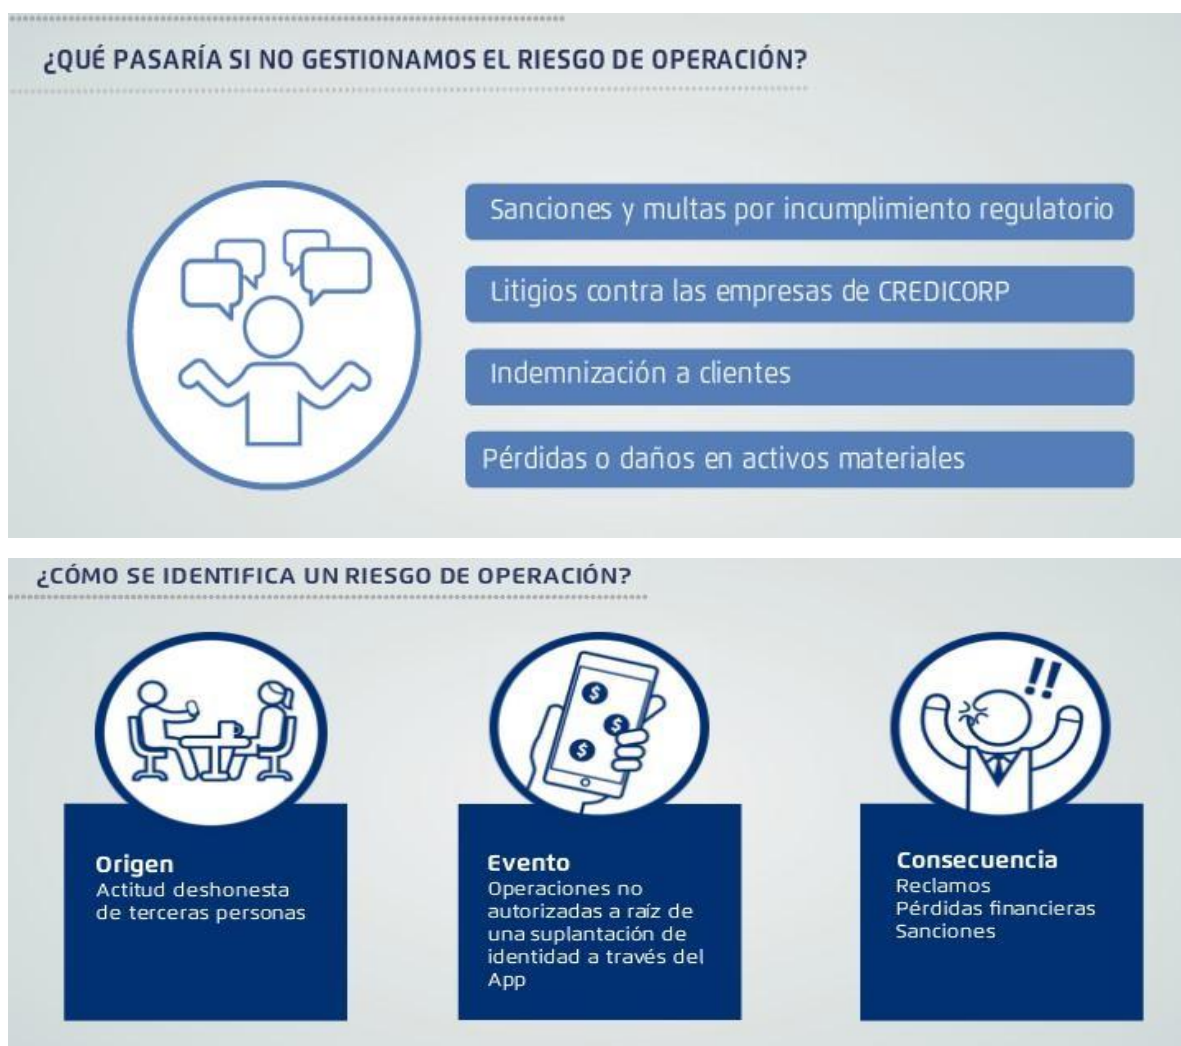 ¿QUÉ PASARÍA SI NO GESTIONAMOS EL RIESGO DE OPERACIÓN?
Sanciones y multas por incumplimiento regulatorio
Litigios contra las empresas de CREDICORP
Indemnización a clientes
Pérdidas o daños en activos materiales
¿CÓMO SE IDENTIFICA UN RIESGO DE OPERACIÓN?
Origen
Actitud deshonesta
de terceras personas
Evento
Operaciones no
autorizadas a raíz de
una suplantación de
identidad a través del
App
Consecuencia
Reclamos
Pérdidas financieras
Sanciones